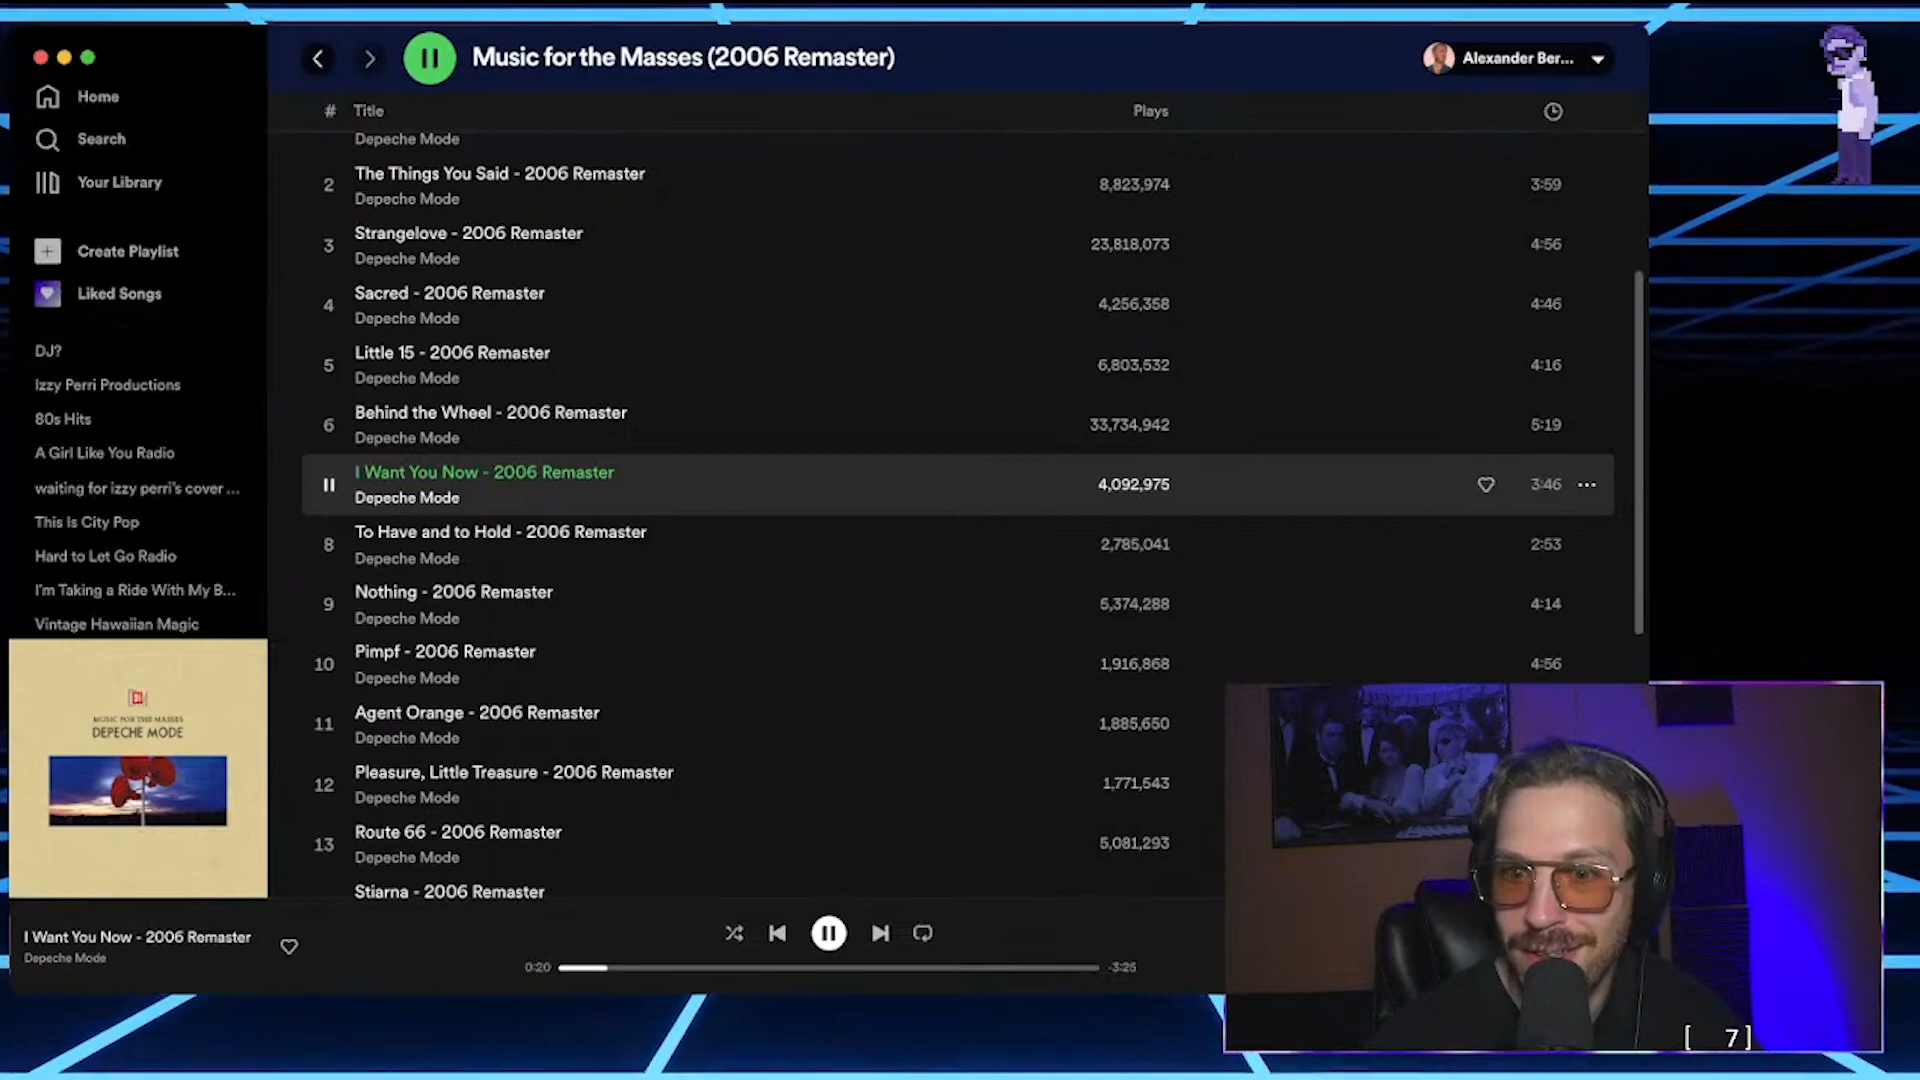 Music for the Masses (2006 Remaster)
Alexander Ber...
Home
Search
Your Library
Create Playlist
Liked Songs
DJ?
Izzy Perri Productions
80s Hits
A Girl Like You Radio
waiting for izzy perri's cover ...
This Is City Pop
Hard to Let Go Radio
I'm Taking a Ride With My B...
Vintage Hawaiian Magic
MUSIC FOR THE MASSES
DEPECHE MODE
# Title Plays
Depeche Mode
2 The Things You Said - 2006 Remaster 8,823,974 3:59
Depeche Mode
3 Strangelove - 2006 Remaster 23,818,073 4:56
Depeche Mode
4 Sacred - 2006 Remaster 4,256,358 4:46
Depeche Mode
5 Little 15 - 2006 Remaster 6,803,532 4:16
Depeche Mode
6 Behind the Wheel - 2006 Remaster 33,734,942 5:19
Depeche Mode
I Want You Now - 2006 Remaster 4,092,975 3:46
Depeche Mode
8 To Have and to Hold - 2006 Remaster 2,785,041 2:53
Depeche Mode
9 Nothing - 2006 Remaster 5,374,288 4:14
Depeche Mode
10 Pimpf - 2006 Remaster 1,916,868 4:56
Depeche Mode
11 Agent Orange - 2006 Remaster 1,885,650
Depeche Mode
12 Pleasure, Little Treasure - 2006 Remaster 1,771,543
Depeche Mode
13 Route 66 - 2006 Remaster 5,081,293
Depeche Mode
Stjarna - 2006 Remaster
I Want You Now - 2006 Remaster
Depeche Mode
0:20 -3:25
[ 7]